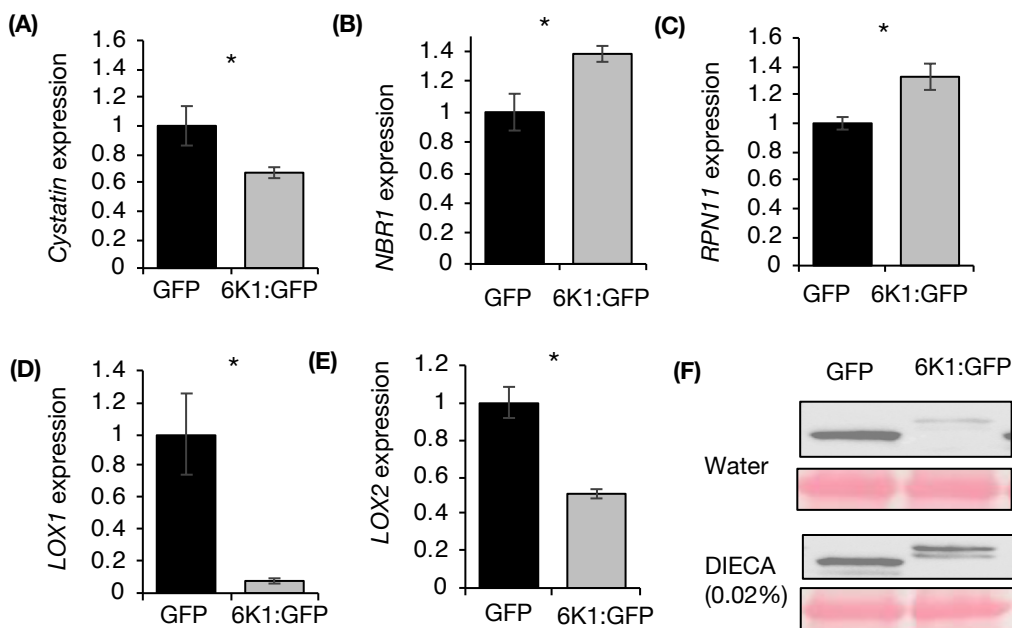 (A)
Cystatin expression
1.6
1.4
1.2
1
0.8
0.6
0.4
0.2
0
*
GFP 6K1:GFP
(B)
NBR1 expression
1.4
1.2
1
0.8
0.6
0.4
0.2
0
*
GFP 6K1:GFP
(C)
RPN11 expression
1.6
1.4
1.2
1
0.8
0.6
0.4
0.2
0
*
GFP 6K1:GFP
(D)
LOX1 expression
1.4
1.2
1
0.8
0.6
0.4
0.2
0
*
GFP 6K1:GFP
(E)
LOX2 expression
1.2
1
0.8
0.6
0.4
0.2
0
*
GFP 6K1:GFP
(F)
GFP 6K1:GFP
Water
DIECA
(0.02%)